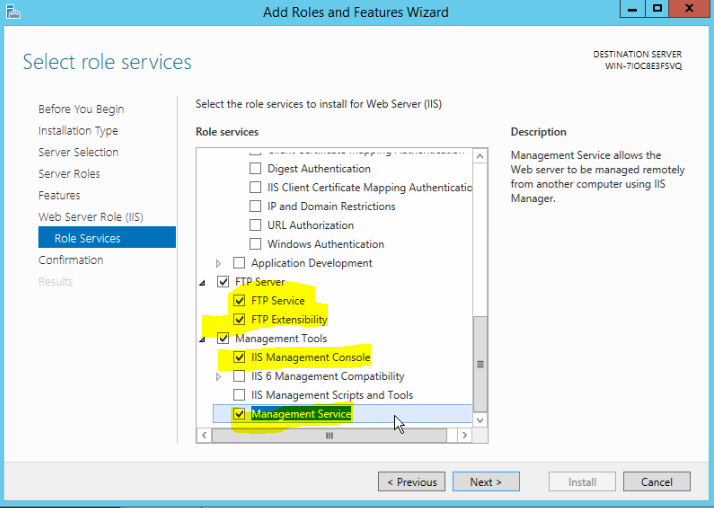 Add Roles and Features Wizard
Select role services
DESTINATION SERVER
WIN-7IOC8E3FSVQ
Before You Begin
Installation Type
Server Selection
Server Roles
Features
Web Server Role (IIS)
Role Services
Confirmation
Results
Select the role services to install for Web Server (IIS)
Role services
Client Certificate Mapping Authentication
Digest Authentication
IIS Client Certificate Mapping Authenticatio
IP and Domain Restrictions
URL Authorization
Windows Authentication
Application Development
FTP Server
FTP Service
FTP Extensibility
Management Tools
IIS Management Console
IIS 6 Management Compatibility
IIS Management Scripts and Tools
Management Service
Description
Management Service allows the
Web server to be managed remotely
from another computer using IIS
Manager.
< Previous
Next >
Install
Cancel